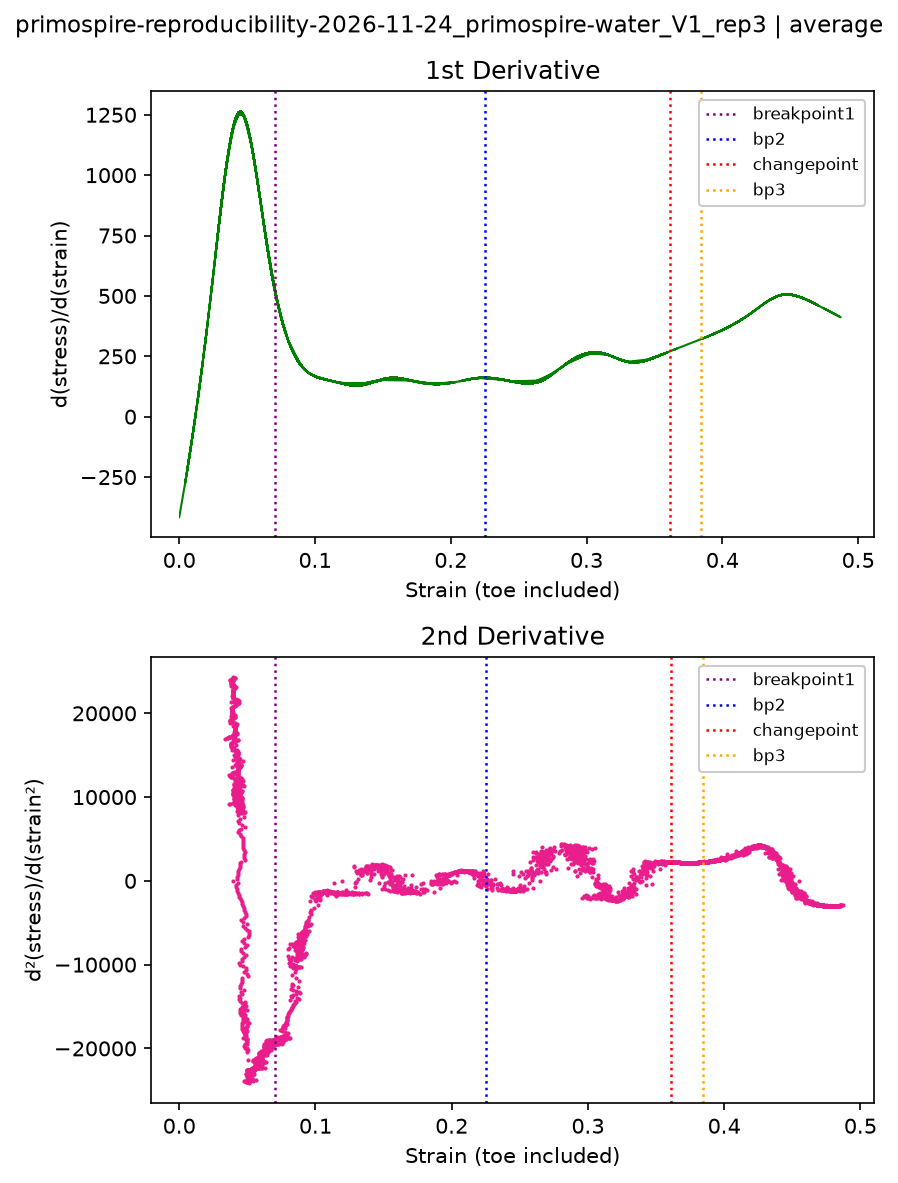 primospire-reproducibility-2026-11-24_primospire-water_V1_rep3 | average
1st Derivative
d(stress)/d(strain)
1250
1000
750
500
250
0
−250
breakpoint1
bp2
changepoint
bp3
0.0 0.1 0.2 0.3 0.4 0.5
Strain (toe included)
2nd Derivative
d²(stress)/d(strain²)
20000
10000
0
−10000
−20000
breakpoint1
bp2
changepoint
bp3
0.0 0.1 0.2 0.3 0.4 0.5
Strain (toe included)